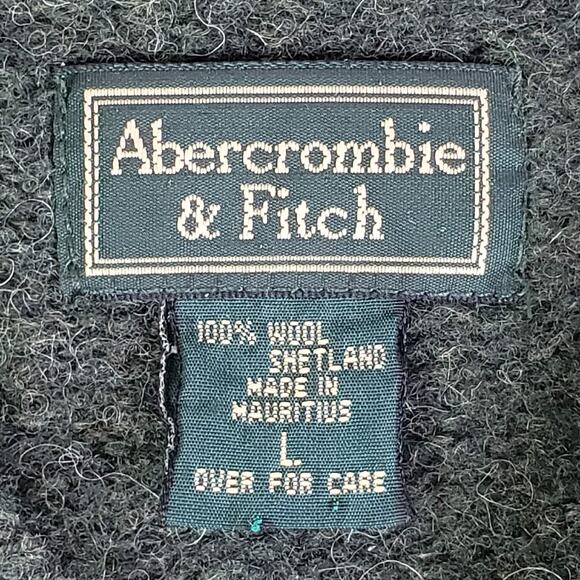 Abercrombie
& Fitch
100% WOOL
SHETLAND
MADE IN
MAURITIUS
L
OVER FOR CARE